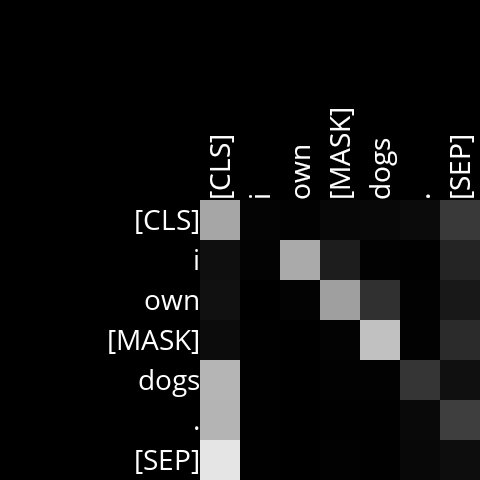 [CLS] i own [MASK] dogs . [SEP]
[CLS]
i
own
[MASK]
dogs
.
[SEP]